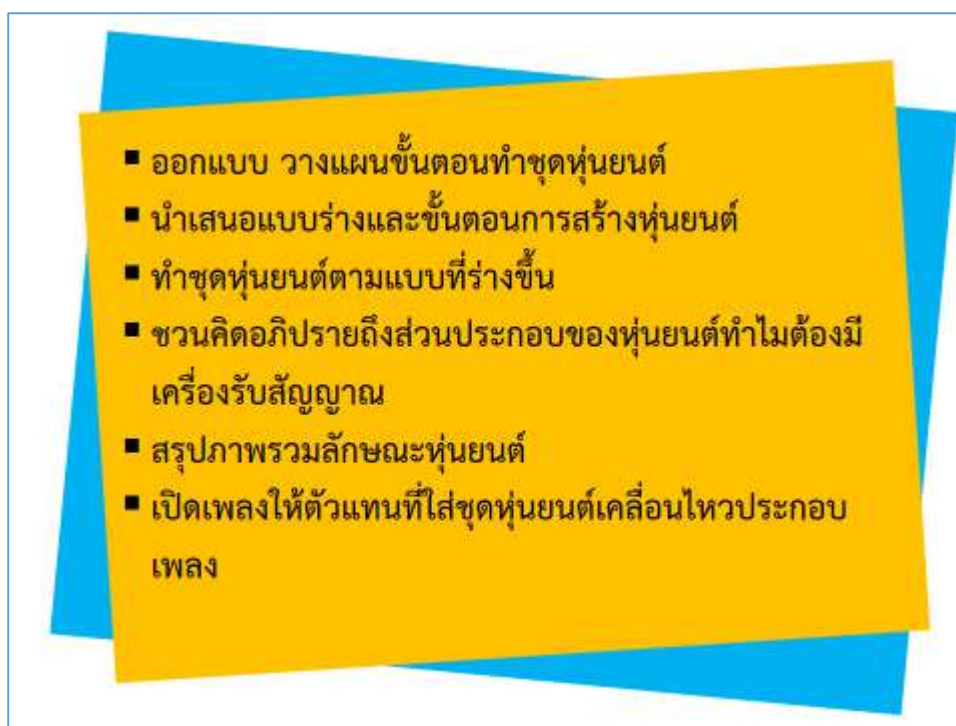 ▪ ออกแบบ วางแผนขั้นตอนทำชุดหุ่นยนต์
▪ นำเสนอแบบร่างและขั้นตอนการสร้างหุ่นยนต์
▪ ทำชุดหุ่นยนต์ตามแบบที่ร่างขึ้น
▪ ชวนคิดอภิปรายถึงส่วนประกอบของหุ่นยนต์ทำไมต้องมี
เครื่องรับสัญญาณ
▪ สรุปภาพรวมลักษณะหุ่นยนต์
▪ เปิดเพลงให้ตัวแทนที่ใส่ชุดหุ่นยนต์เคลื่อนไหวประกอบ
เพลง